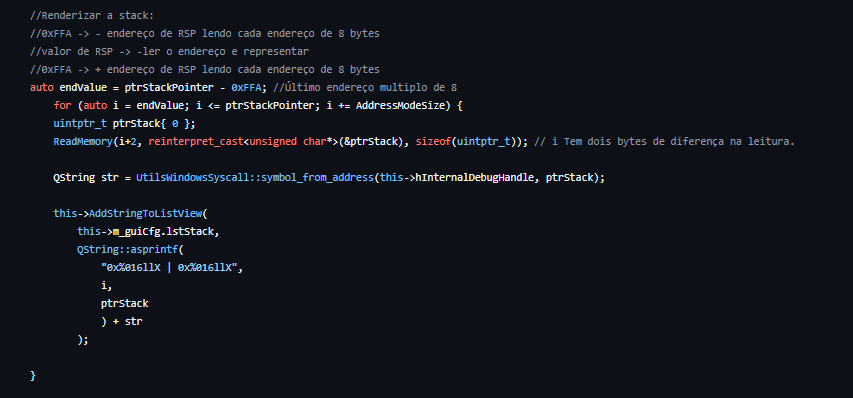 //Renderizar a stack:
//0xFFA -> - endereço de RSP lendo cada endereço de 8 bytes
//valor de RSP -> -ler o endereço e representar
//0xFFA -> + endereço de RSP lendo cada endereço de 8 bytes
auto endValue = ptrStackPointer - 0xFFA; //Último endereço multiplo de 8
for (auto i = endValue; i <= ptrStackPointer; i += AddressModeSize) {
uintptr_t ptrStack{ 0 };
ReadMemory(i+2, reinterpret_cast<unsigned char*>(&ptrStack), sizeof(uintptr_t)); // i Tem dois bytes de diferença na leitura.
QString str = UtilsWindowsSyscall::symbol_from_address(this->hInternalDebugHandle, ptrStack);
this->AddStringToListView(
this->m_guiCfg.lstStack,
QString::asprintf(
"0x%016llX | 0x%016llX",
i,
ptrStack
) + str
);
}